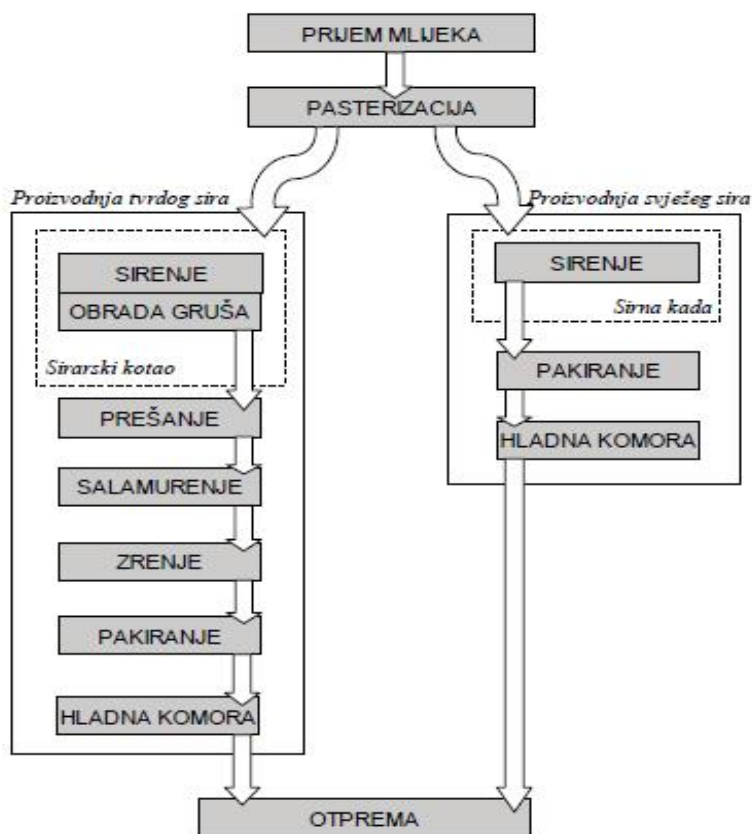 PRIJEM MLIJEKA
PASTERIZACIJA
Proizvodnja tvrdog sira
SIRENJE
OBRADA GRUŠA
Sirarski kotao
PREŠANJE
SALAMURENJE
ZRENJE
PAKIRANJE
HLADNA KOMORA
Proizvodnja svježeg sira
SIRENJE
Sirna kada
PAKIRANJE
HLADNA KOMORA
OTPREMA